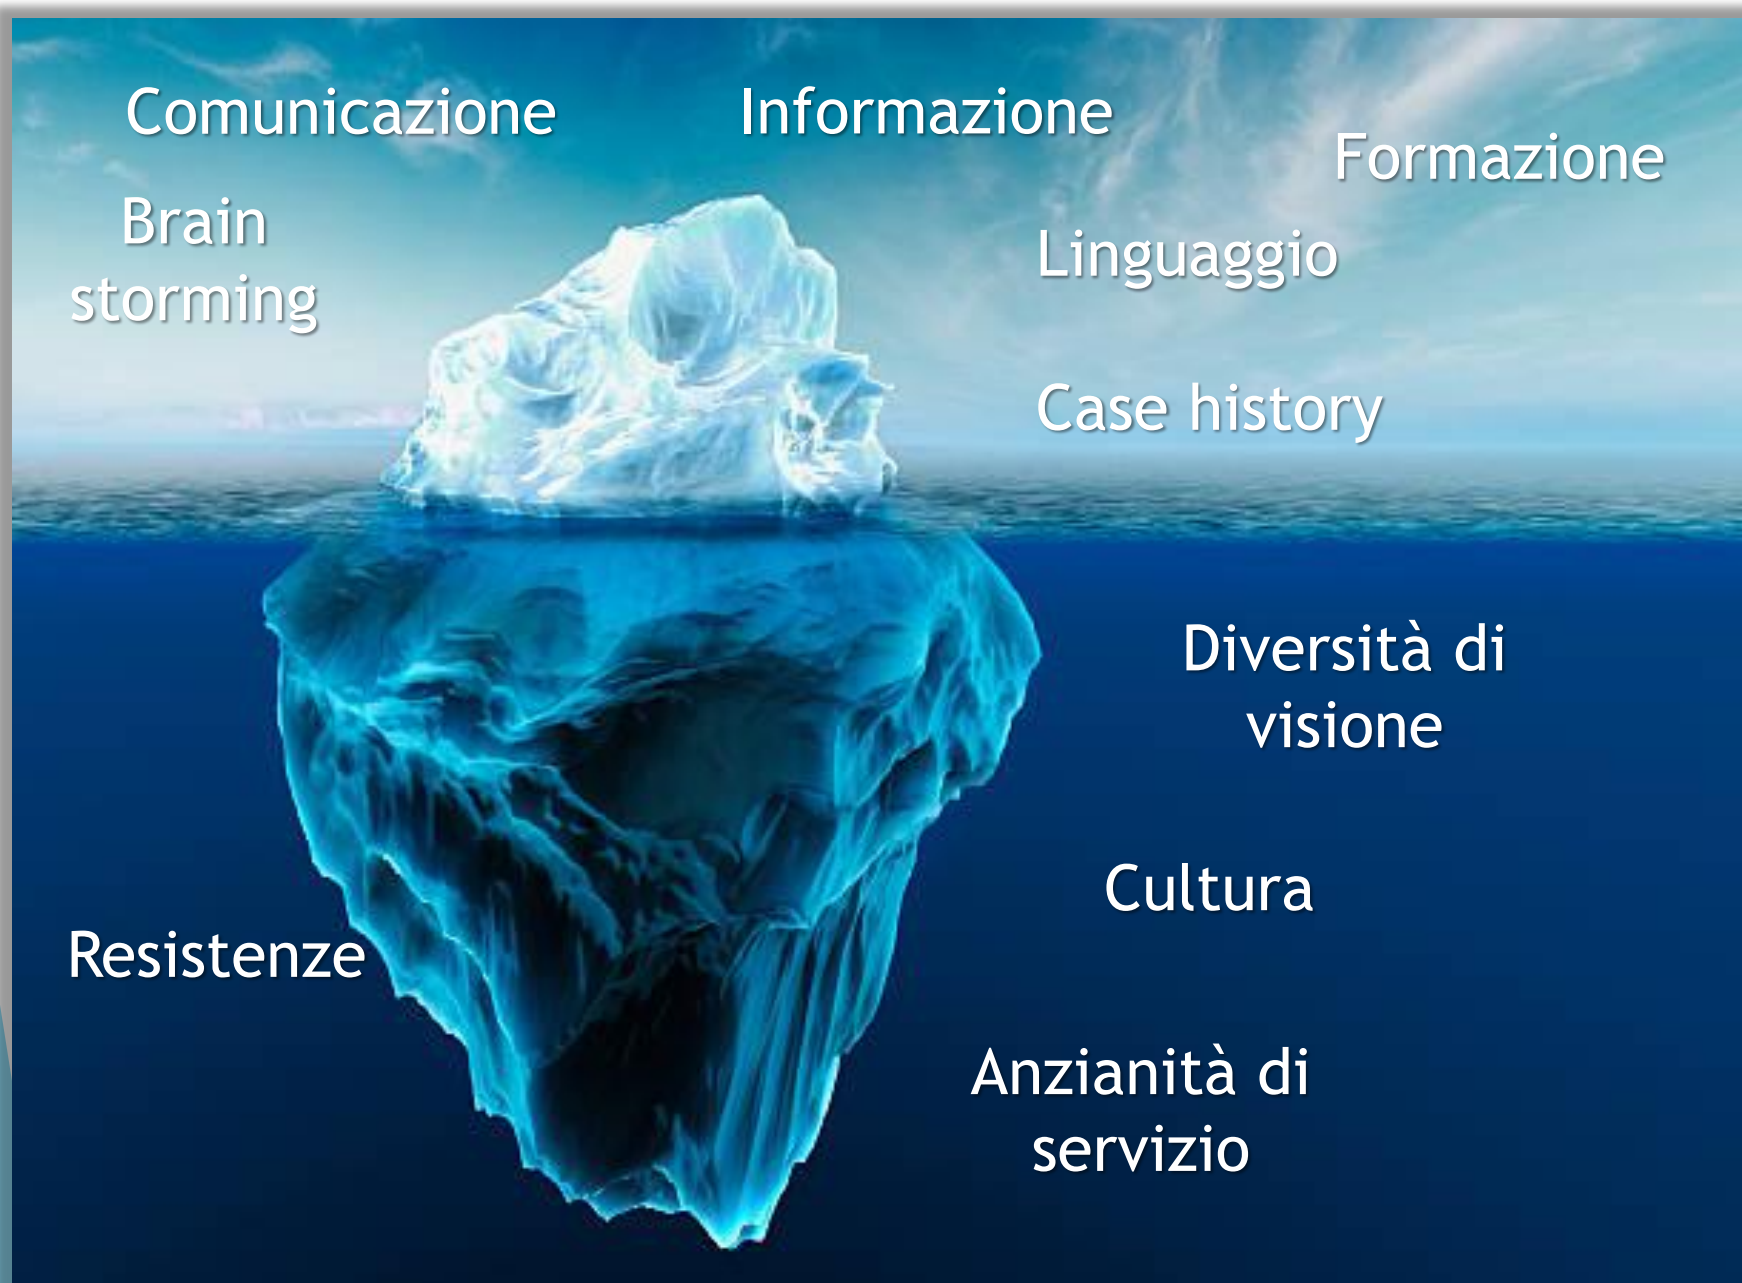 Comunicazione
Informazione
Formazione
Brain
storming
Linguaggio
Case history
Diversità di
visione
Cultura
Resistenze
Anzianità di
servizio